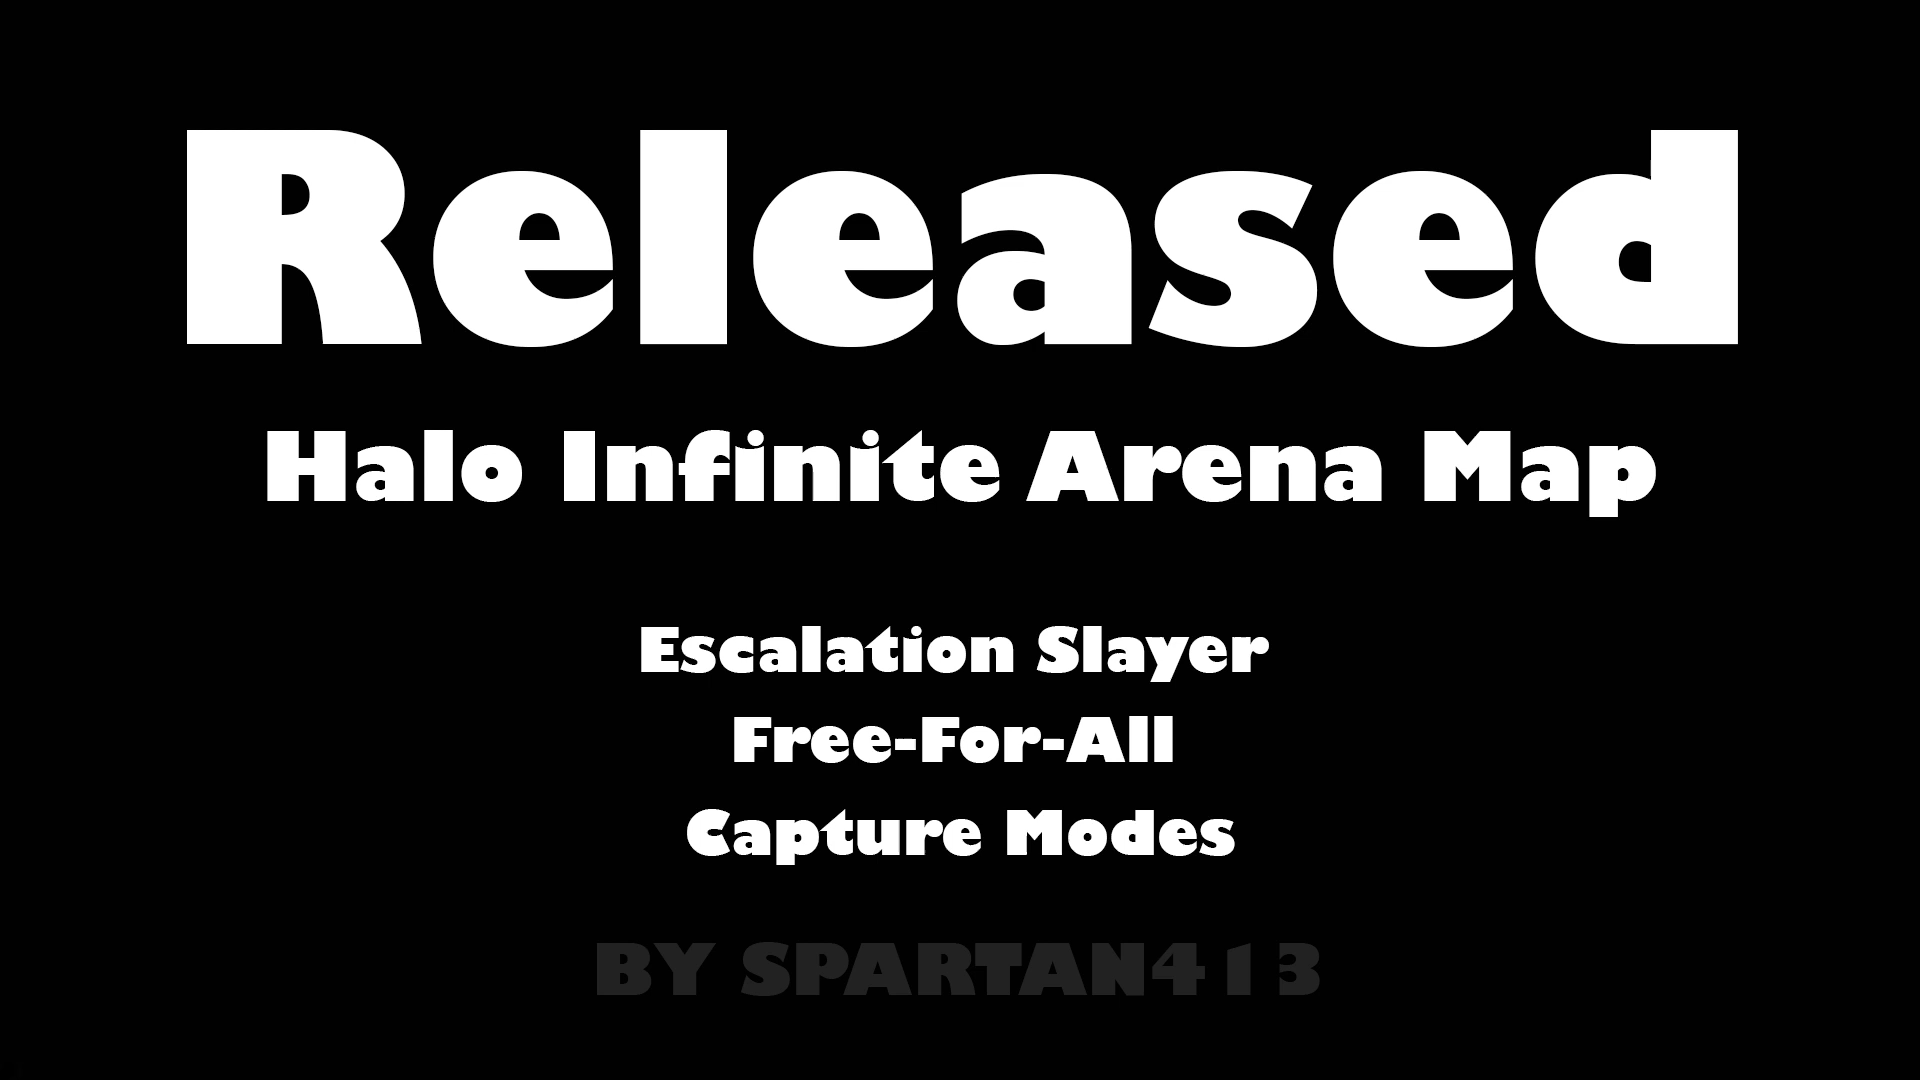 Released
Halo Infinite Arena Map
Escalation Slayer
Free-For-All
Capture Modes
BY SPARTAN413